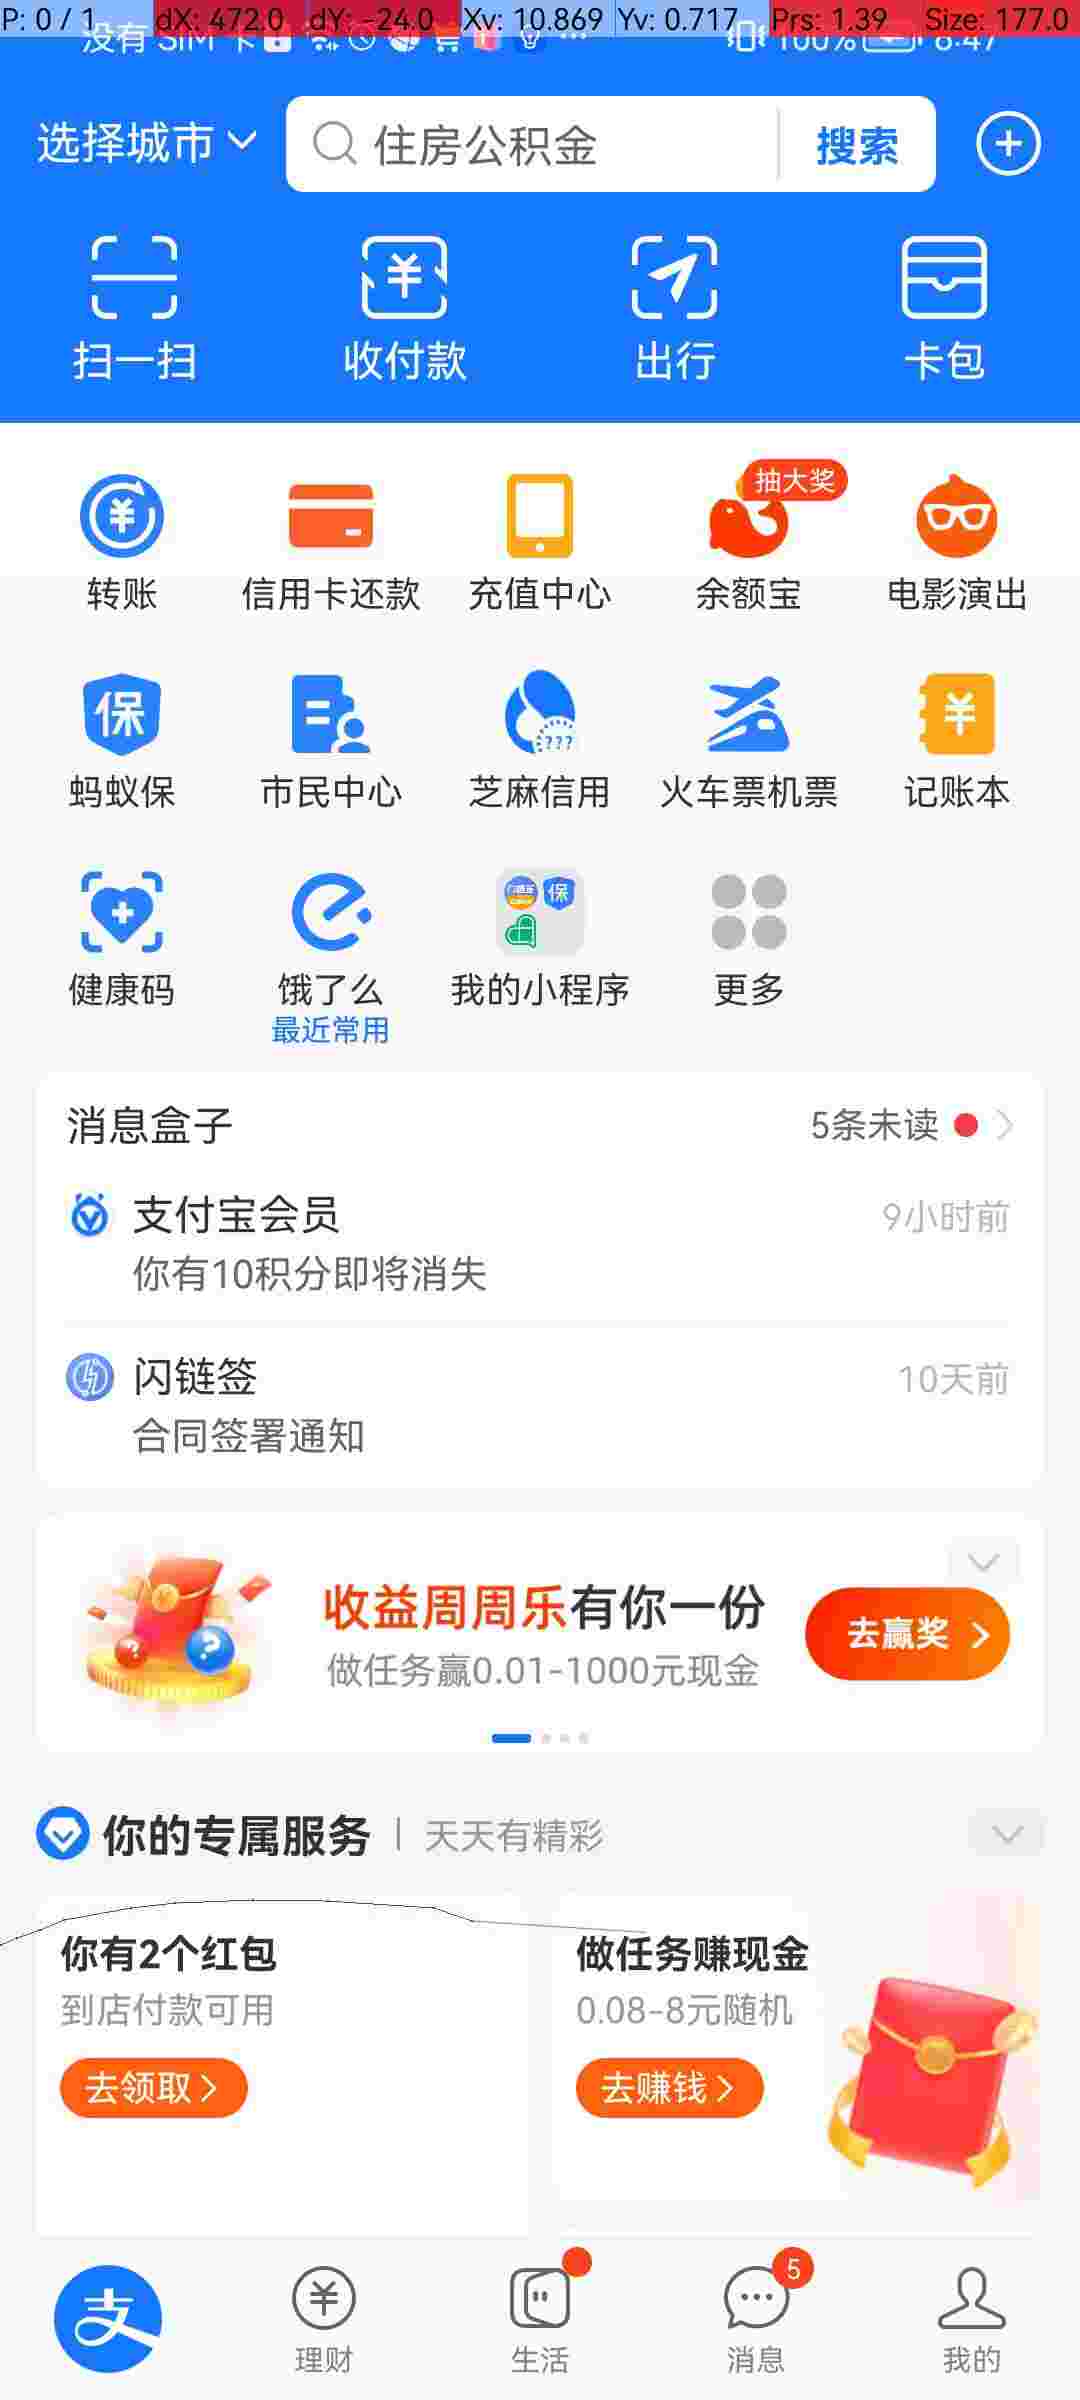 P: 0 / 1 dX: 472.0 dY: -24.0 Xv: 10.869 Yv: 0.717 Prs: 1.39 Size: 177.0
没有 SIM 卡 100% 8:47
选择城市 住房公积金 搜索
扫一扫 收付款 出行 卡包
抽大奖
转账 信用卡还款 充值中心 余额宝 电影演出
保 ???
蚂蚁保 市民中心 芝麻信用 火车票机票 记账本
保
健康码 饿了么 我的小程序 更多
最近常用
消息盒子 5条未读
支付宝会员 9小时前
你有10积分即将消失
闪链签 10天前
合同签署通知
收益周周乐有你一份
去赢奖
做任务赢0.01-1000元现金
你的专属服务 天天有精彩
你有2个红包 做任务赚现金
到店付款可用 0.08-8元随机
去领取 去赚钱
5
支
理财 生活 消息 我的